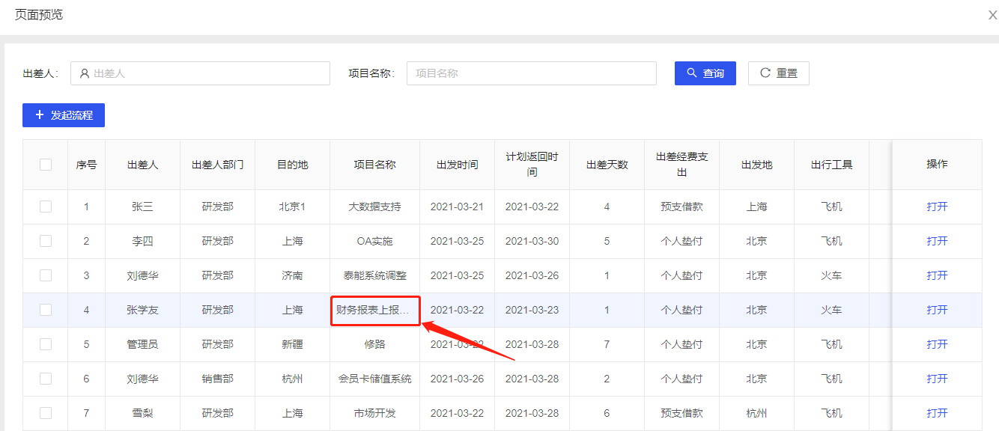 页面预览
X
出差人： 出差人 项目名称： 项目名称 查询 重置
+ 发起流程
序号 出差人 出差人部门 目的地 项目名称 出发时间 计划返回时间 出差天数 出差经费支出 出发地 出行工具 操作
1 张三 研发部 北京1 大数据支持 2021-03-21 2021-03-22 4 预支借款 上海 飞机 打开
2 李四 研发部 上海 OA实施 2021-03-25 2021-03-30 5 个人垫付 北京 飞机 打开
3 刘德华 研发部 济南 泰能系统调整 2021-03-25 2021-03-26 1 个人垫付 北京 火车 打开
4 张学友 研发部 上海 财务报表上报... 2021-03-22 2021-03-23 1 个人垫付 北京 火车 打开
5 管理员 研发部 新疆 修路 2021-03-22 2021-03-28 7 个人垫付 北京 飞机 打开
6 刘德华 销售部 杭州 会员卡储值系统 2021-03-26 2021-03-28 2 个人垫付 北京 飞机 打开
7 雪梨 研发部 上海 市场开发 2021-03-22 2021-03-28 6 预支借款 杭州 飞机 打开